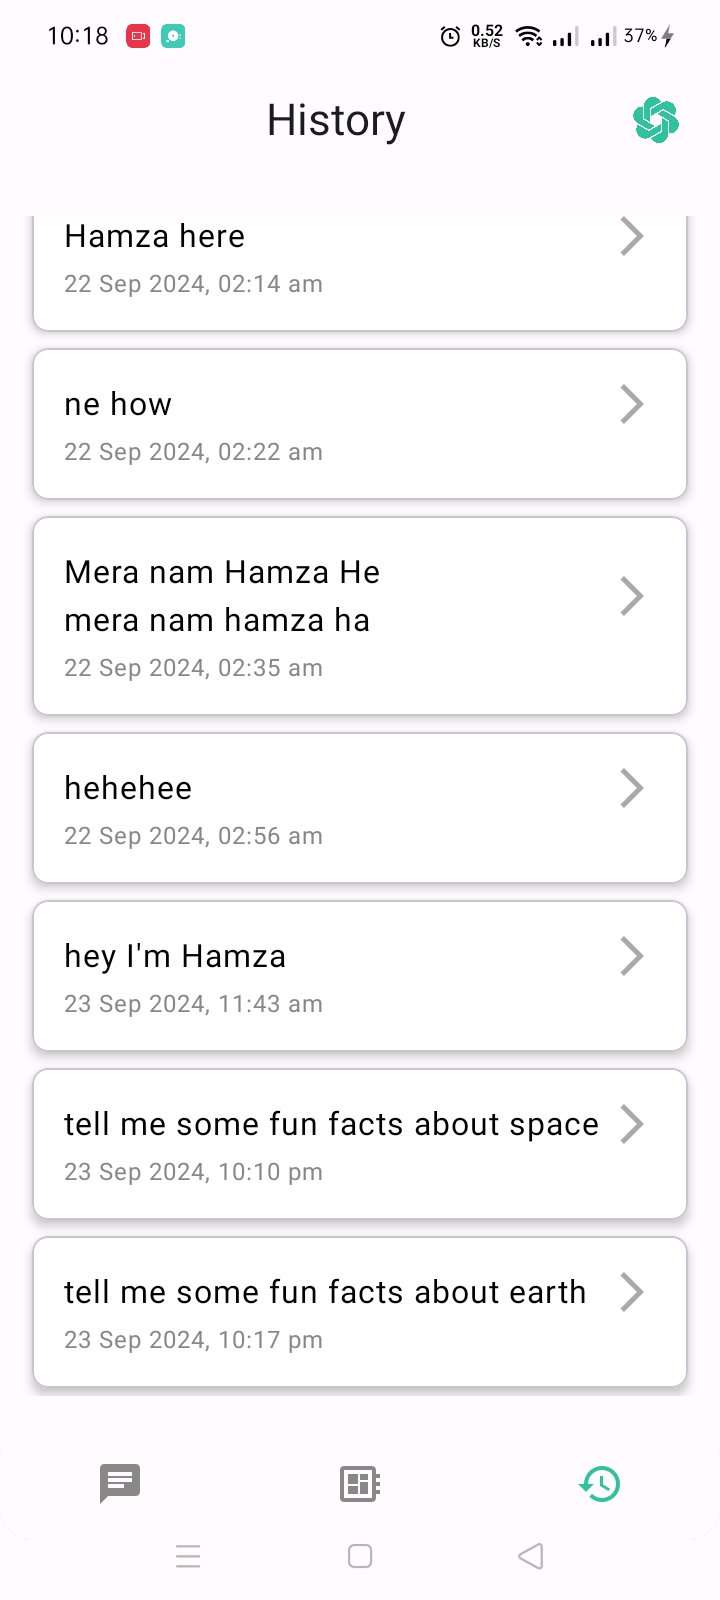 10:18
0.52
KB/S
37%
History
Hamza here
22 Sep 2024, 02:14 am
ne how
22 Sep 2024, 02:22 am
Mera nam Hamza He
mera nam hamza ha
22 Sep 2024, 02:35 am
hehehee
22 Sep 2024, 02:56 am
hey I'm Hamza
23 Sep 2024, 11:43 am
tell me some fun facts about space
23 Sep 2024, 10:10 pm
tell me some fun facts about earth
23 Sep 2024, 10:17 pm